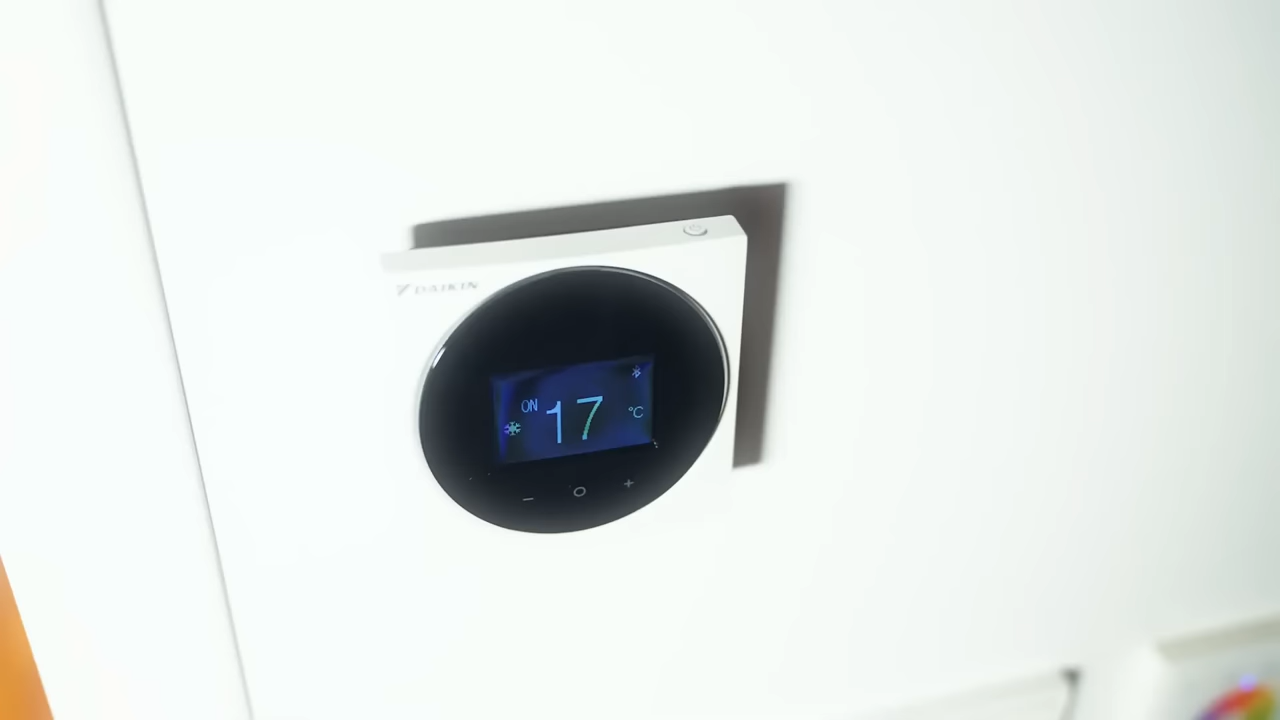 DAIKIN
ON
17
°C
− ○ +